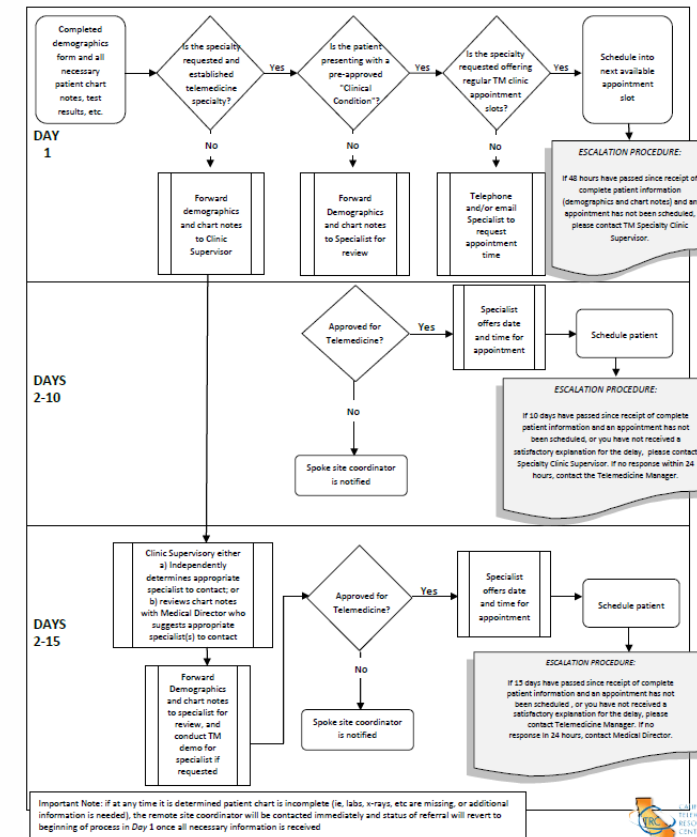 Completed
demographics
form and all
necessary
patient chart
notes, test
results, etc.
Is the specialty
requested and
established
telemedicine
specialty?
Yes
Is the patient
presenting with a
pre-approved
"Clinical
Condition"?
Yes
Is the specialty
requested offering
regular TM clinic
appointment
slots?
Yes
Schedule into
next available
appointment
slot
DAY
1
No
No
No
Forward
demographics
and chart notes
to Clinic
Supervisor
Forward
Demographics
and chart notes
to Specialist for
review
Telephone
and/or email
Specialist to
request
appointment
time
ESCALATION PROCEDURE:
If 48 hours have passed since receipt of
complete patient information
(demographics and chart notes) and an
appointment has not been scheduled,
please contact TM Specialty Clinic
Supervisor.
DAYS
2-10
Approved for
Telemedicine?
Yes
Specialist
offers date
and time for
appointment
Schedule patient
No
Spoke site coordinator
is notified
ESCALATION PROCEDURE:
If 10 days have passed since receipt of complete
patient information and an appointment has not
been scheduled, or you have not received a
satisfactory explanation for the delay, please contact
Specialty Clinic Supervisor. If no response within 24
hours, contact the Telemedicine Manager.
DAYS
2-15
Clinic Supervisory either
a) Independently
determines appropriate
specialist to contact; or
b) reviews chart notes
with Medical Director who
suggests appropriate
specialist(s) to contact
Forward
Demographics
and chart notes
to specialist for
review, and
conduct TM
demo for
specialist if
requested
Approved for
Telemedicine?
Yes
Specialist
offers date
and time for
appointment
Schedule patient
No
Spoke site coordinator
is notified
ESCALATION PROCEDURE:
If 15 days have passed since receipt of complete
patient information and an appointment has not
been scheduled , or you have not received a
satisfactory explanation for the delay, please
contact Telemedicine Manager. If no
response in 24 hours, contact Medical Director.
Important Note: if at any time it is determined patient chart is incomplete (ie, labs, x-rays, etc are missing, or additional
information is needed), the remote site coordinator will be contacted immediately and status of referral will revert to
beginning of process in Day 1 once all necessary information is received
TRC